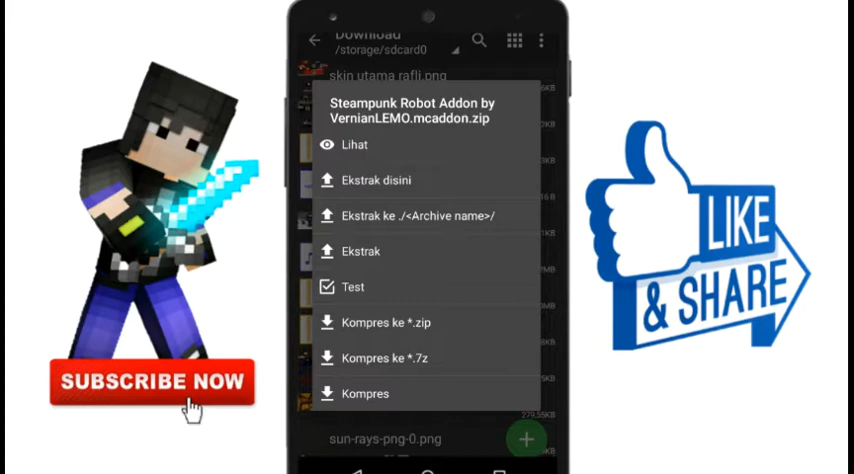 Download
/storage/sdcard0
skin utama rafli.png
Steampunk Robot Addon by
VernianLEMO.mcaddon.zip
Lihat
Ekstrak disini
Ekstrak ke ./<Archive name>/
Ekstrak
Test
Kompres ke *.zip
Kompres ke *.7z
Kompres
279,55KB
sun-rays-png-0.png
SUBSCRIBE NOW
LIKE
& SHARE